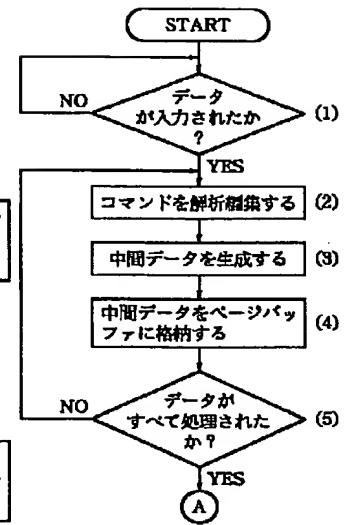 START
データ
が入力されたか
?
NO
(1)
YES
コマンドを解析編集する
(2)
中間データを生成する
(3)
中間データをページバッ
ファに格納する
(4)
データが
すべて処理された
か?
NO
(5)
YES
A